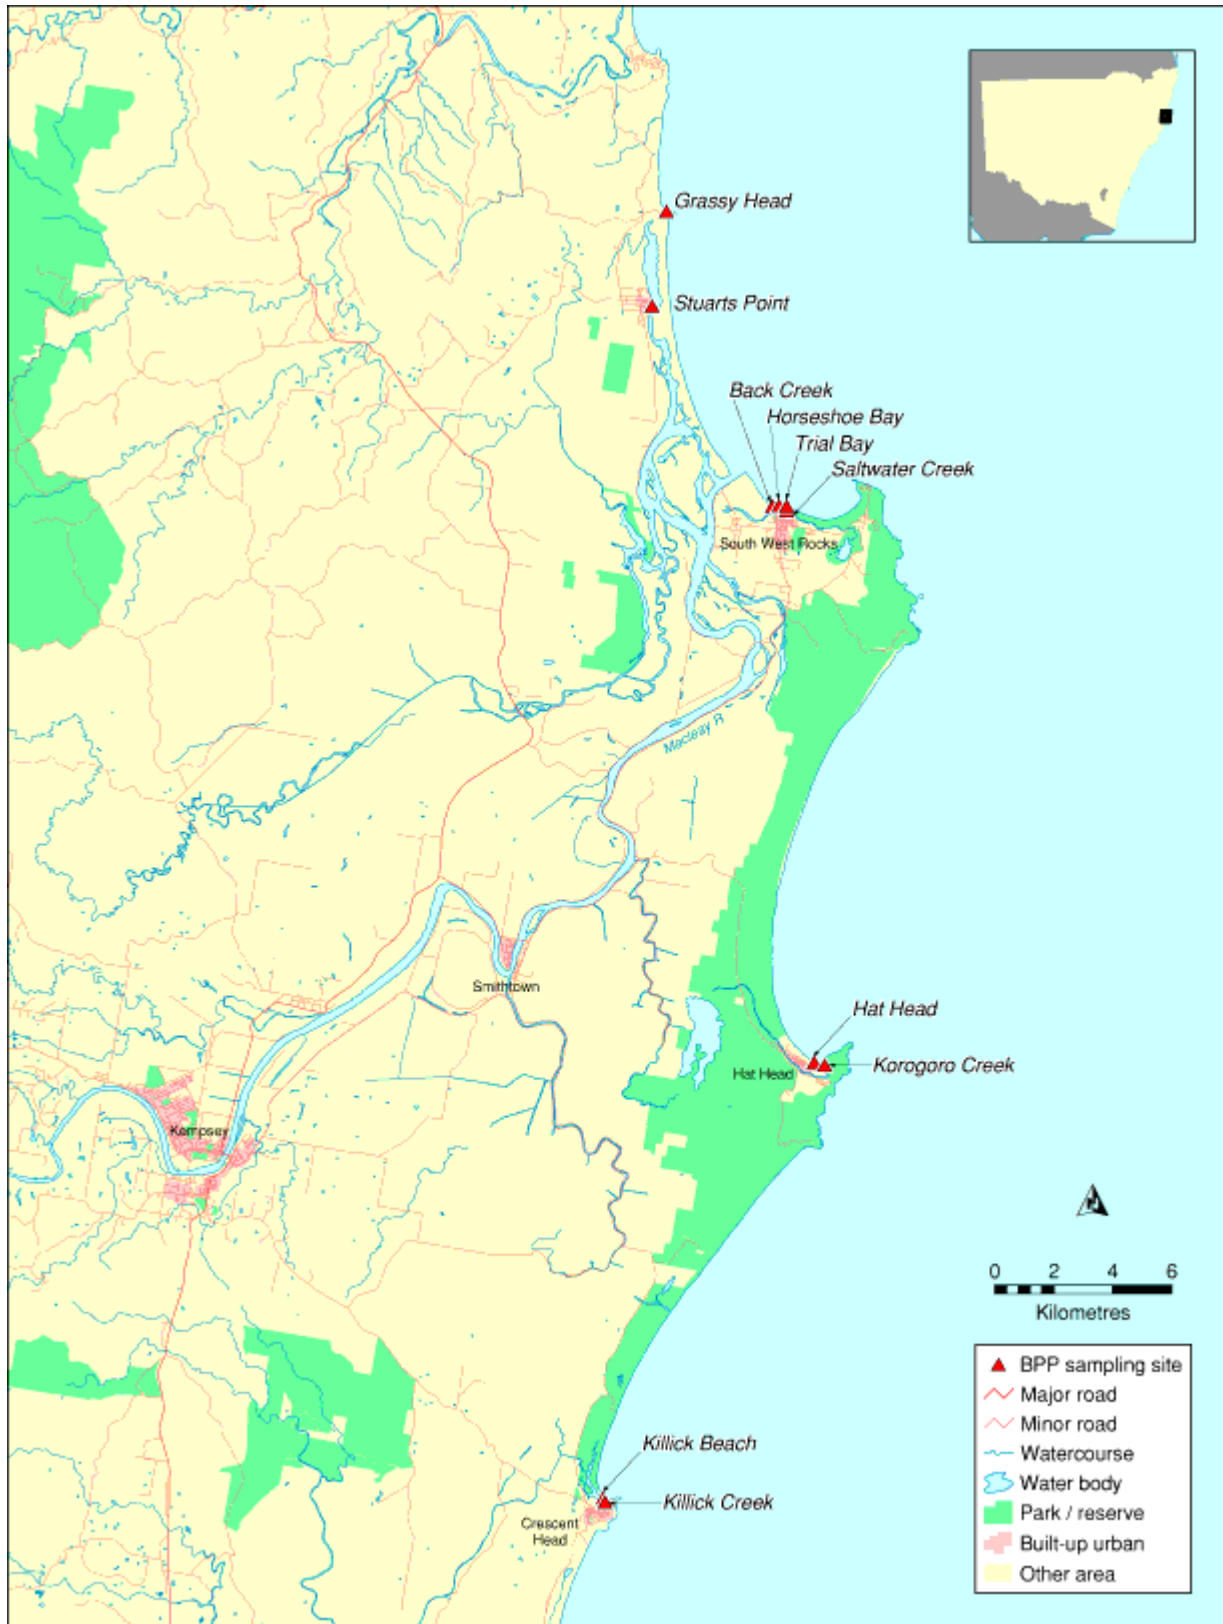 Grassy Head
Stuarts Point
Back Creek
Horseshoe Bay
Trial Bay
Saltwater Creek
South West Rocks
Macleay R
Smithtown
Hat Head
Korogoro Creek
Hat Head
Kempsey
0 2 4 6
Kilometres
BPP sampling site
Major road
Minor road
Watercourse
Water body
Park / reserve
Built-up urban
Other area
Killick Beach
Killick Creek
Crescent
Head